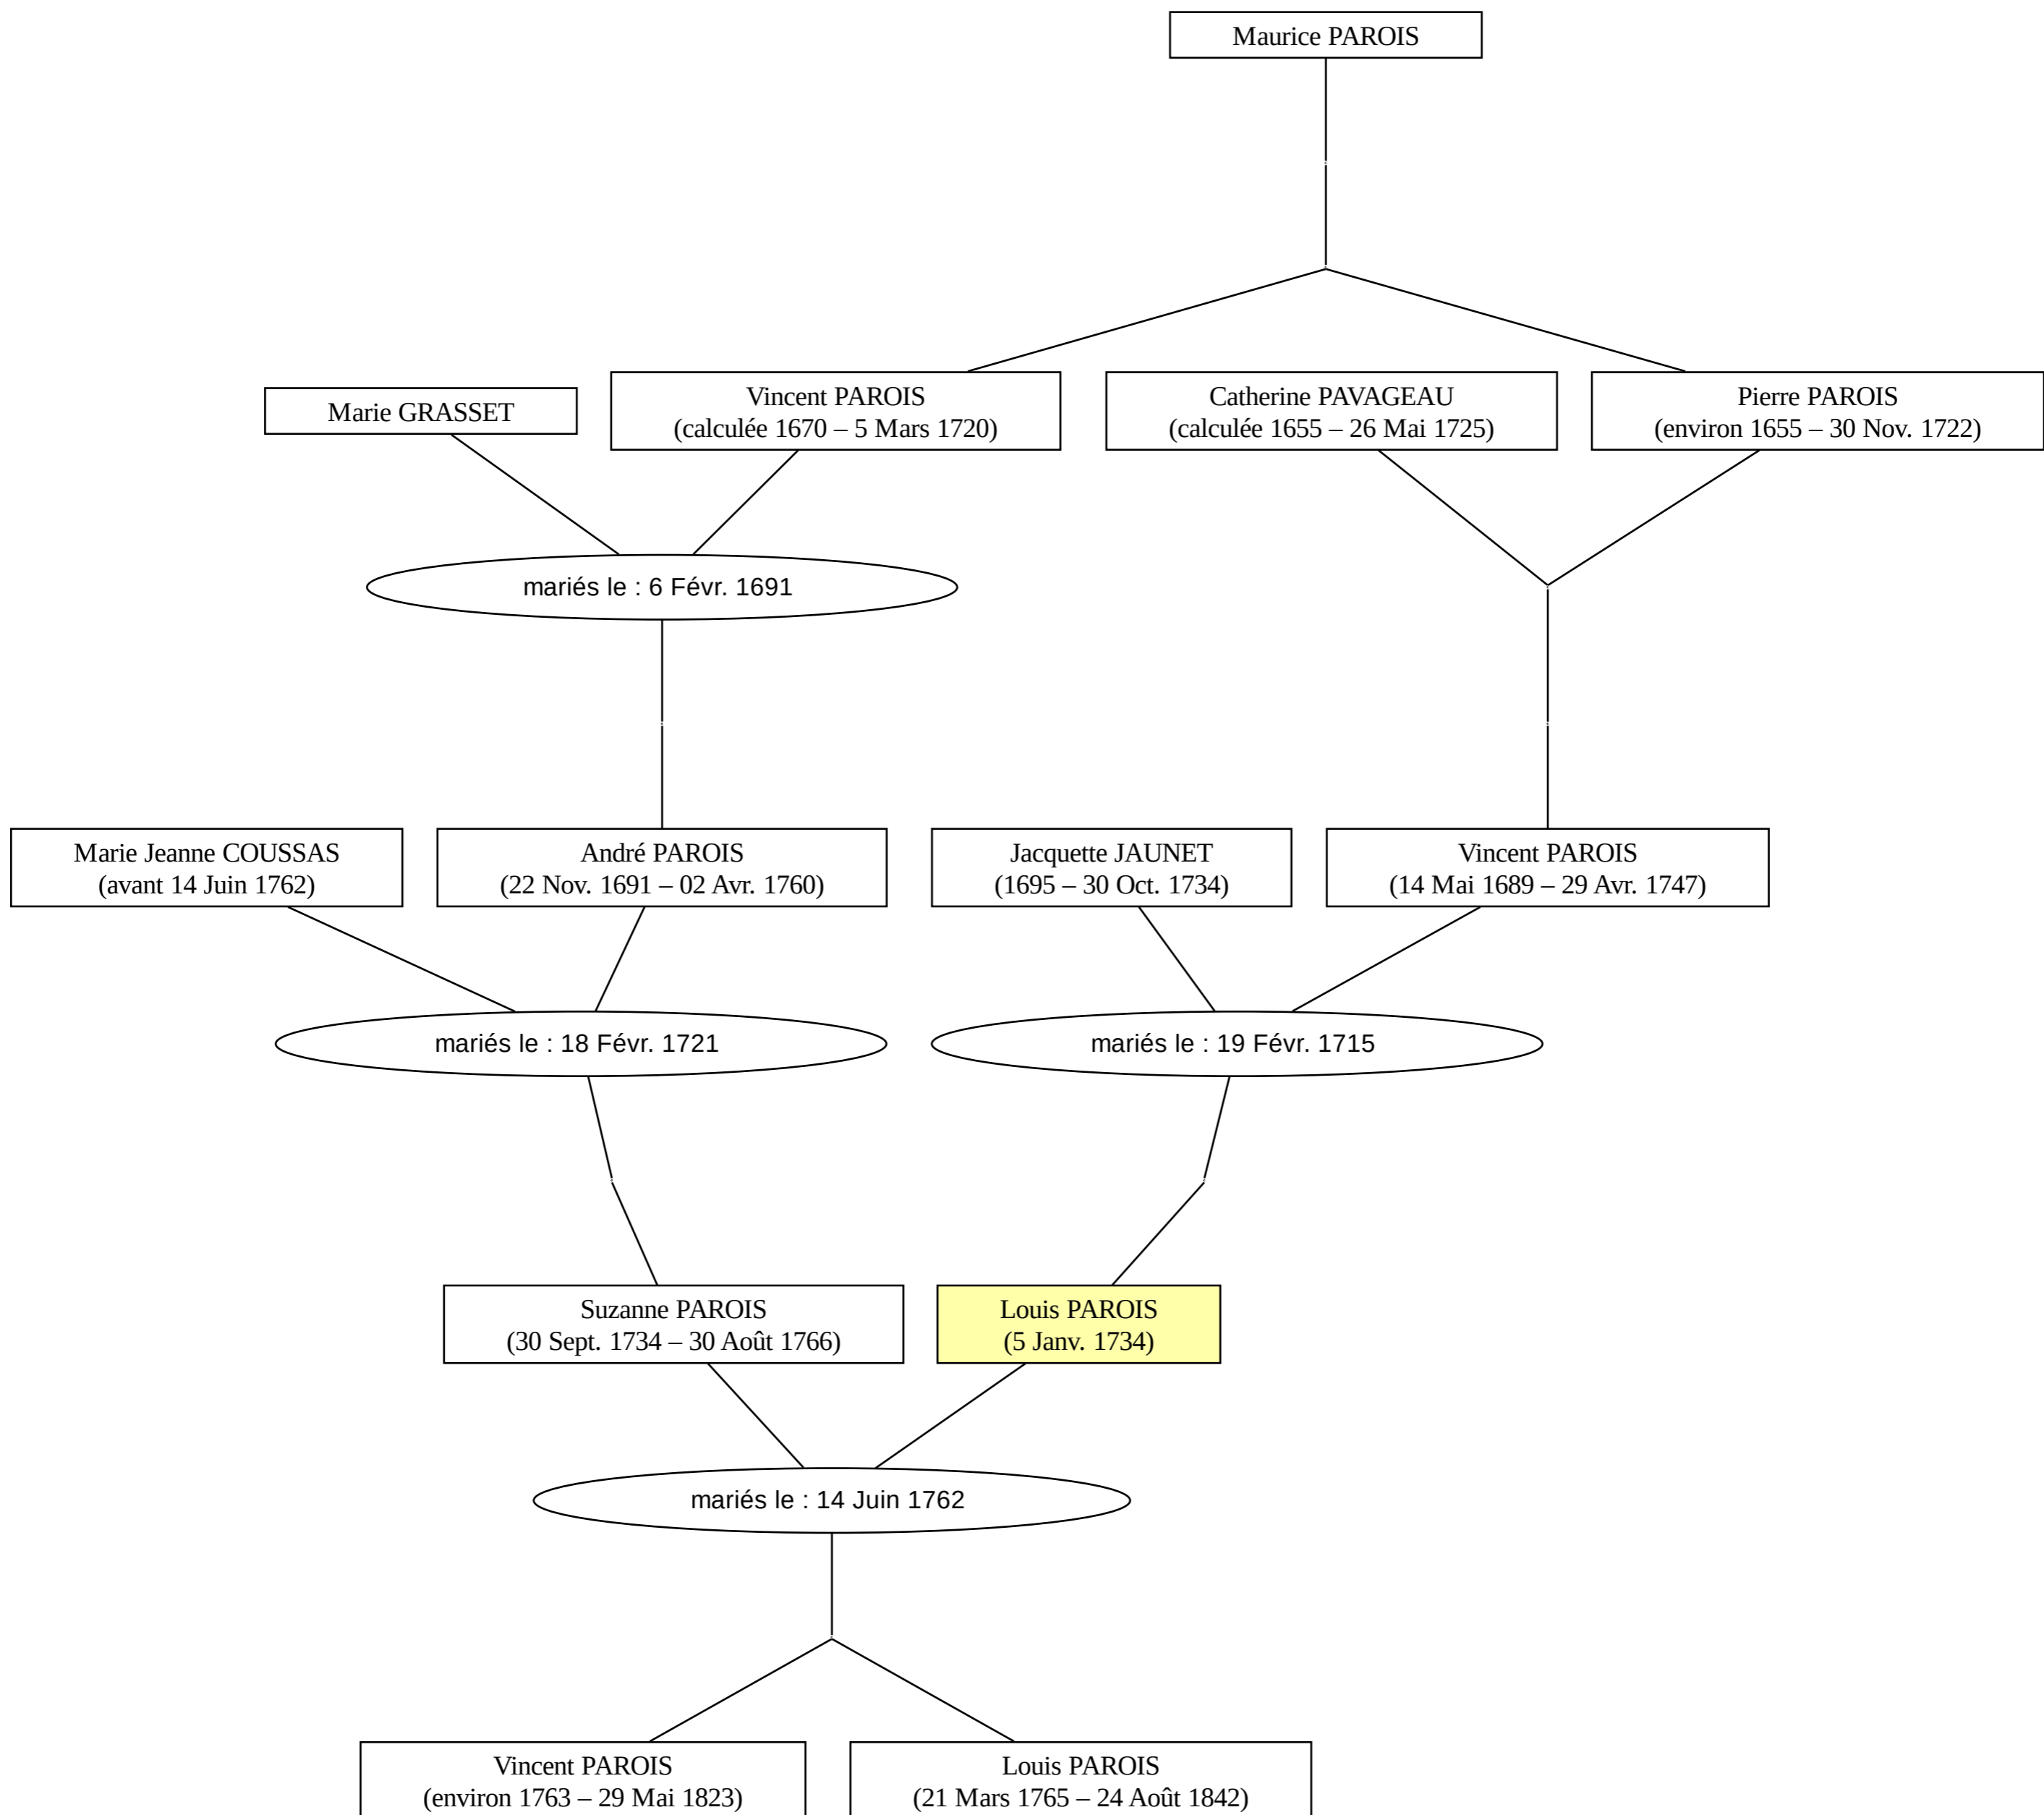 Maurice PAROIS
Marie GRASSET
Vincent PAROIS
(calculée 1670 – 5 Mars 1720)
Catherine PAVAGEAU
(calculée 1655 – 26 Mai 1725)
Pierre PAROIS
(environ 1655 – 30 Nov. 1722)
mariés le : 6 Févr. 1691
Marie Jeanne COUSSAS
(avant 14 Juin 1762)
André PAROIS
(22 Nov. 1691 – 02 Avr. 1760)
Jacquette JAUNET
(1695 – 30 Oct. 1734)
Vincent PAROIS
(14 Mai 1689 – 29 Avr. 1747)
mariés le : 18 Févr. 1721
mariés le : 19 Févr. 1715
Suzanne PAROIS
(30 Sept. 1734 – 30 Août 1766)
Louis PAROIS
(5 Janv. 1734)
mariés le : 14 Juin 1762
Vincent PAROIS
(environ 1763 – 29 Mai 1823)
Louis PAROIS
(21 Mars 1765 – 24 Août 1842)